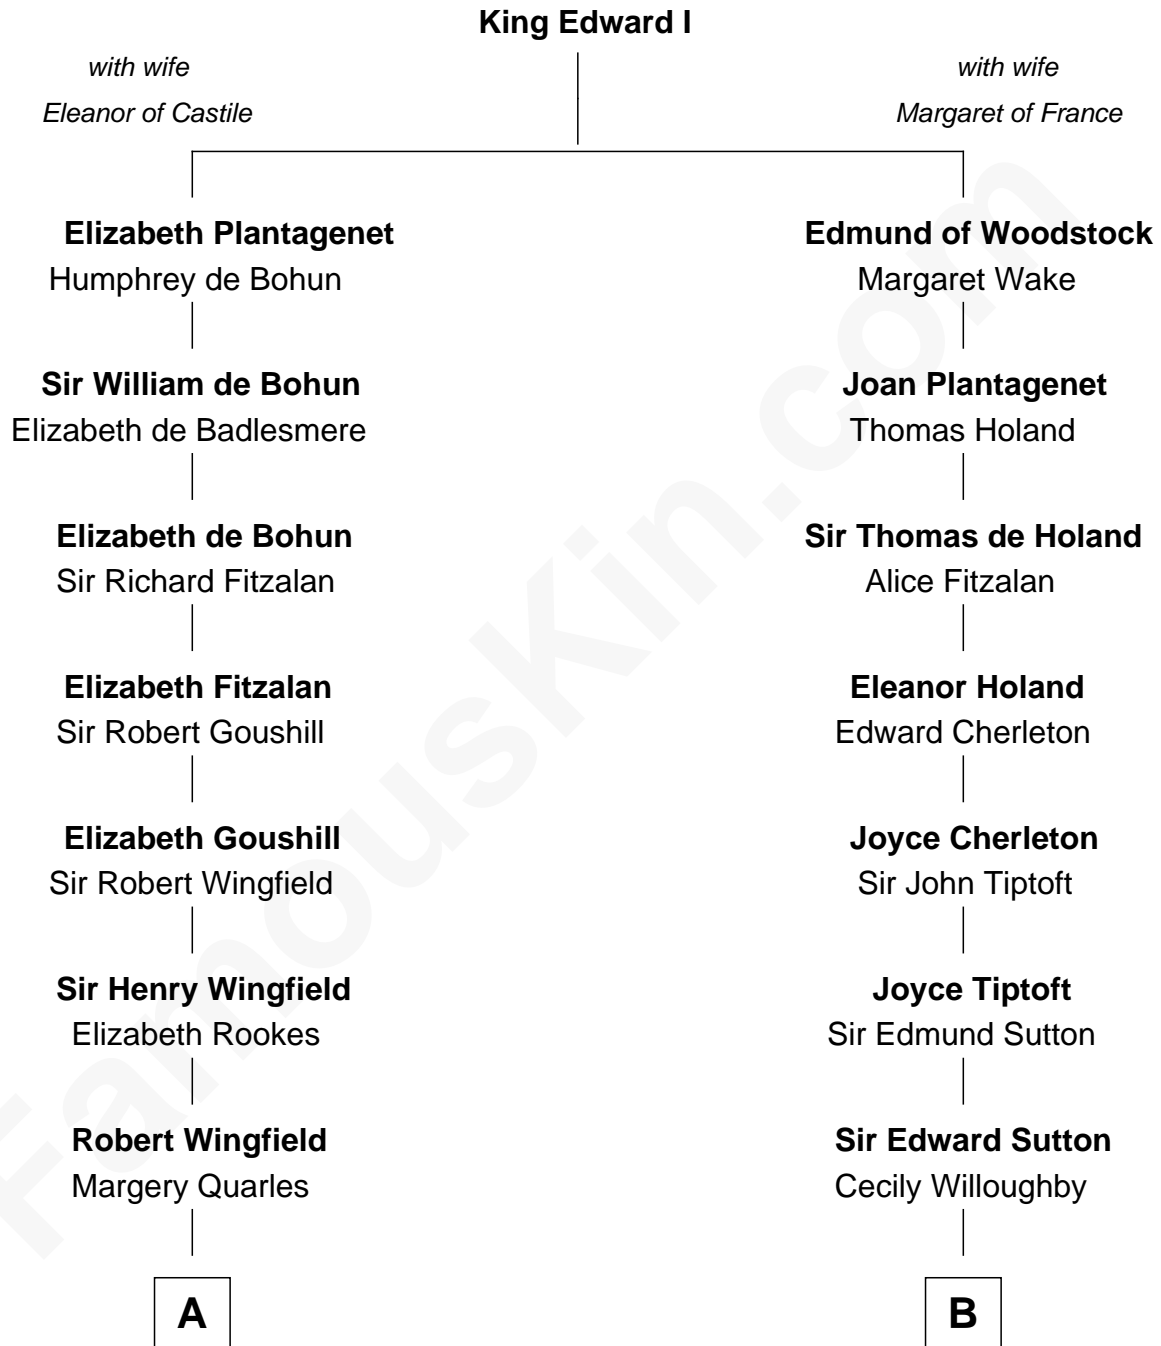 King Edward I
with wife
Eleanor of Castile
with wife
Margaret of France
Elizabeth Plantagenet
Humphrey de Bohun
Edmund of Woodstock
Margaret Wake
Sir William de Bohun
Elizabeth de Badlesmere
Joan Plantagenet
Thomas Holand
Elizabeth de Bohun
Sir Richard Fitzalan
Sir Thomas de Holand
Alice Fitzalan
Elizabeth Fitzalan
Sir Robert Goushill
Eleanor Holand
Edward Cherleton
Elizabeth Goushill
Sir Robert Wingfield
Joyce Cherleton
Sir John Tiptoft
Sir Henry Wingfield
Elizabeth Rookes
Joyce Tiptoft
Sir Edmund Sutton
Robert Wingfield
Margery Quarles
Sir Edward Sutton
Cecily Willoughby
A
B
FamousKin.com